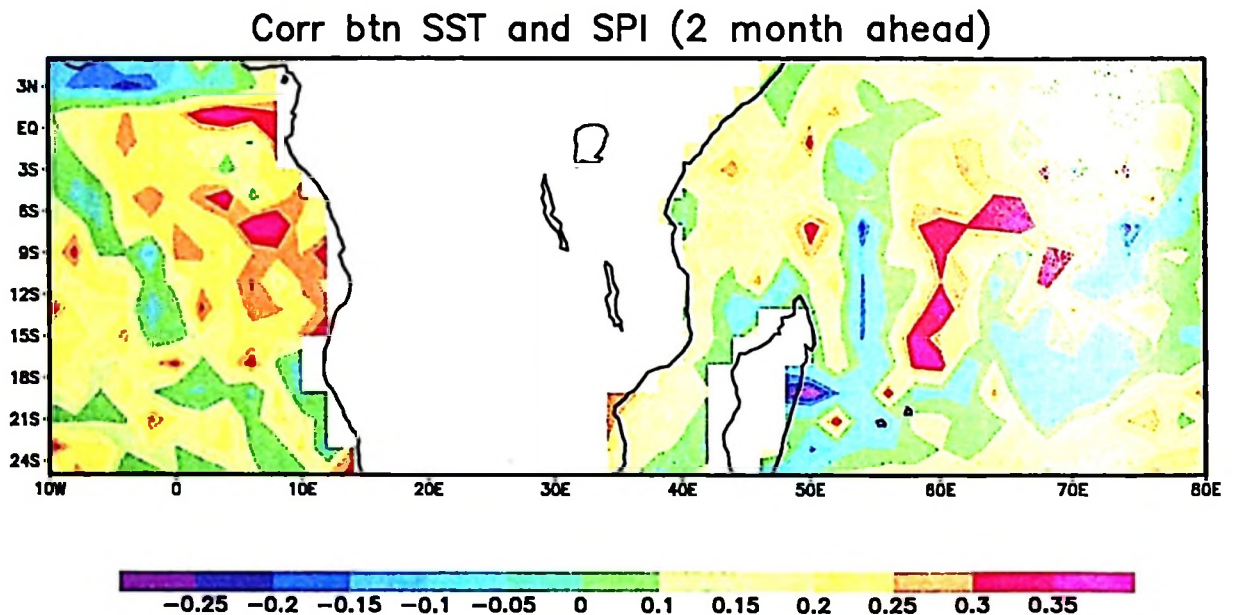 Corr btn SST and SPI (2 month ahead)
3N
EQ
3S
6S
9S
12S
15S
18S
21S
24S
10W 0 10E 20E 30E 40E 50E 60E 70E 80E
-0.25 -0.2 -0.15 -0.1 -0.05 0 0.1 0.15 0.2 0.25 0.3 0.35